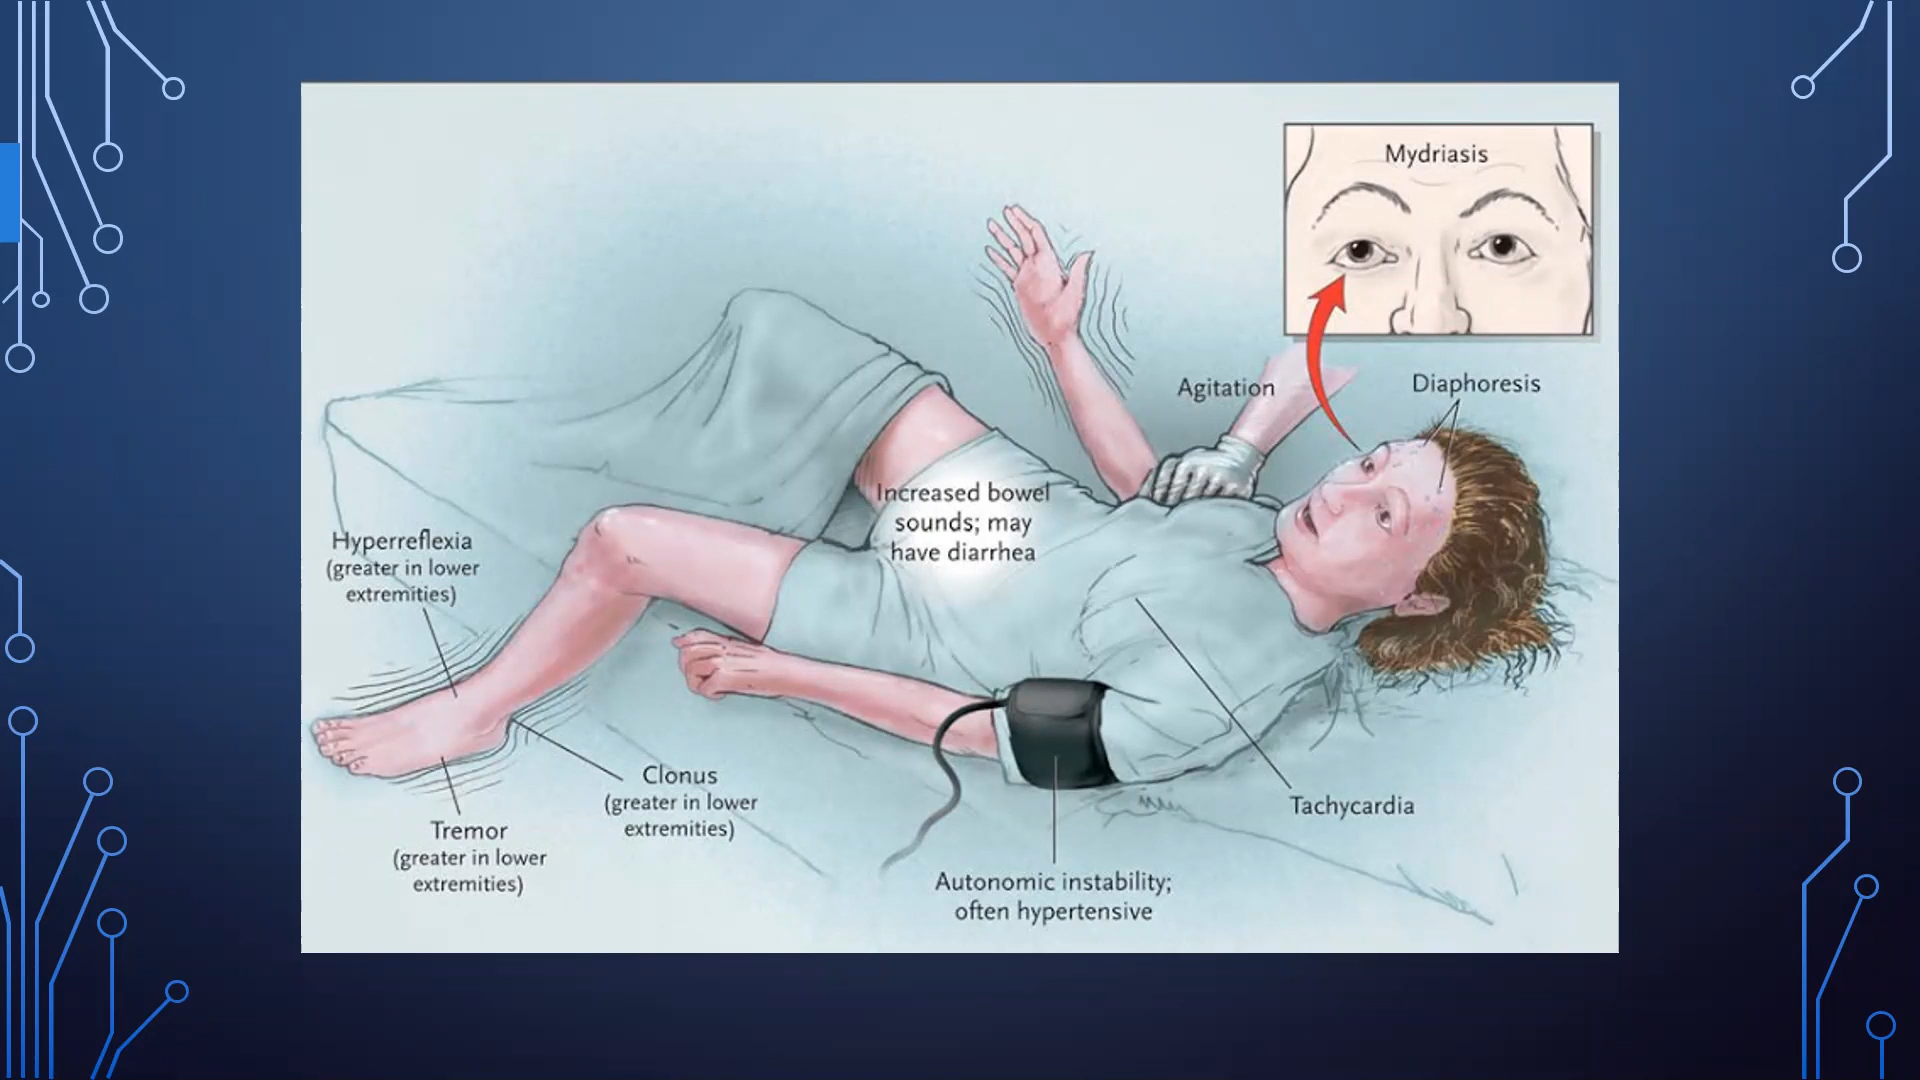 Mydriasis
Agitation
Diaphoresis
Increased bowel
sounds; may
have diarrhea
Hyperreflexia
(greater in lower
extremities)
Clonus
(greater in lower
extremities)
Tachycardia
Tremor
(greater in lower
extremities)
Autonomic instability;
often hypertensive